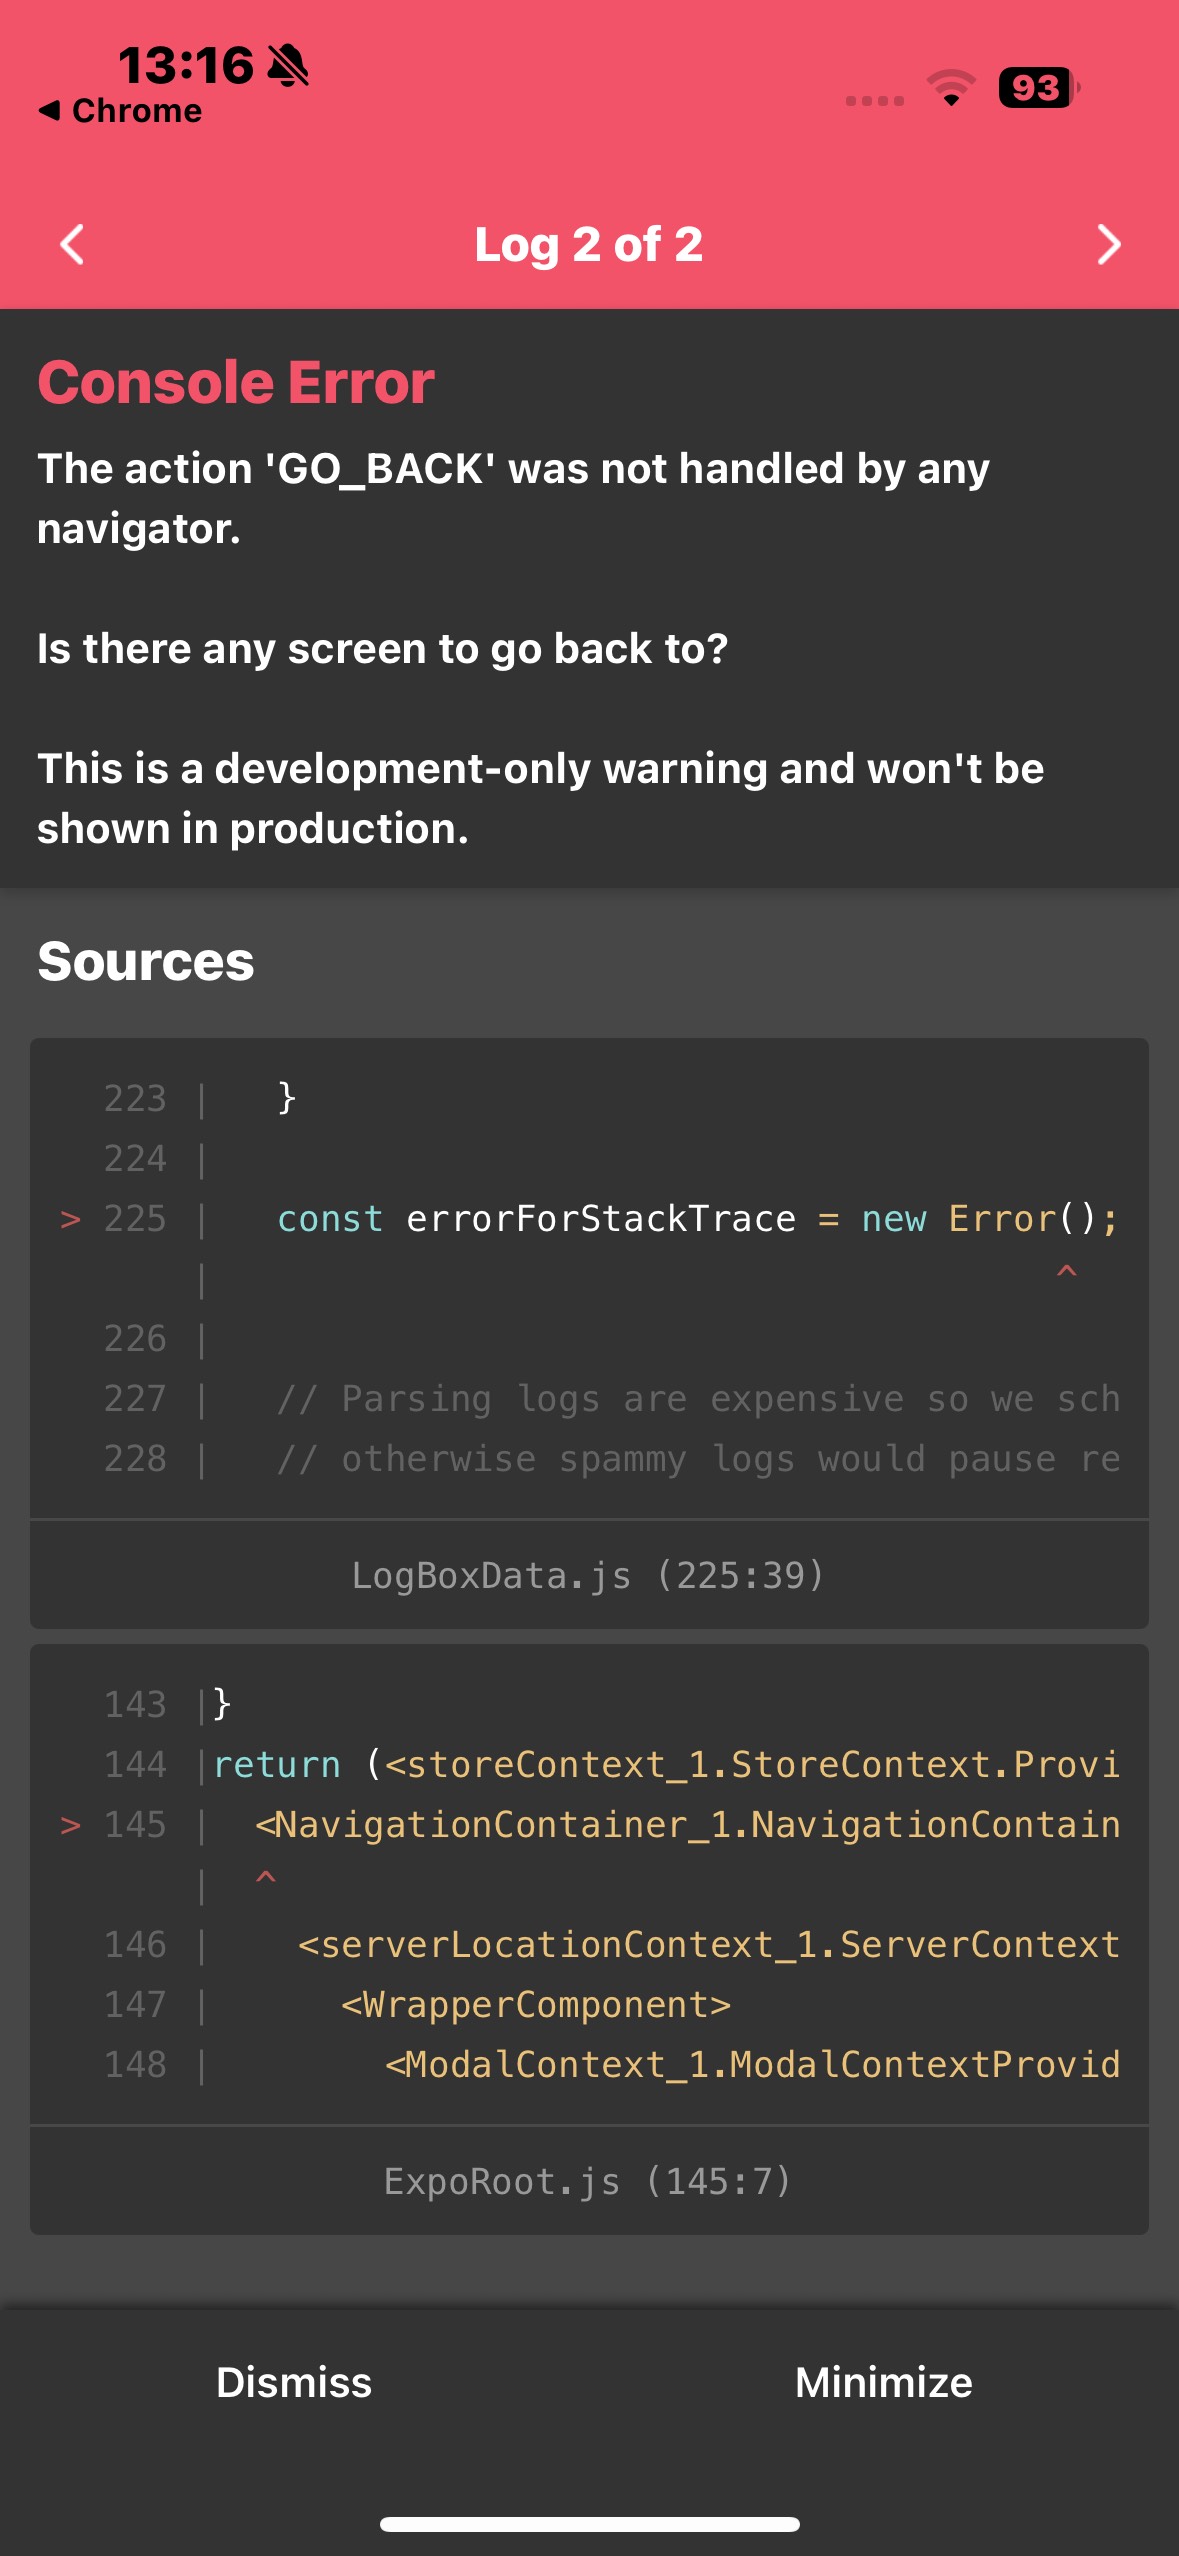 13:16
◀ Chrome
93
Log 2 of 2
Console Error
The action 'GO_BACK' was not handled by any
navigator.
Is there any screen to go back to?
This is a development-only warning and won't be
shown in production.
Sources
223 |   }
224 |
> 225 |   const errorForStackTrace = new Error();
|                                       ^
226 |
227 |   // Parsing logs are expensive so we sch
228 |   // otherwise spammy logs would pause re
LogBoxData.js (225:39)
143 |}
144 |return (<storeContext_1.StoreContext.Provi
> 145 |  <NavigationContainer_1.NavigationContain
|  ^
146 |    <serverLocationContext_1.ServerContext
147 |      <WrapperComponent>
148 |        <ModalContext_1.ModalContextProvid
ExpoRoot.js (145:7)
Dismiss
Minimize